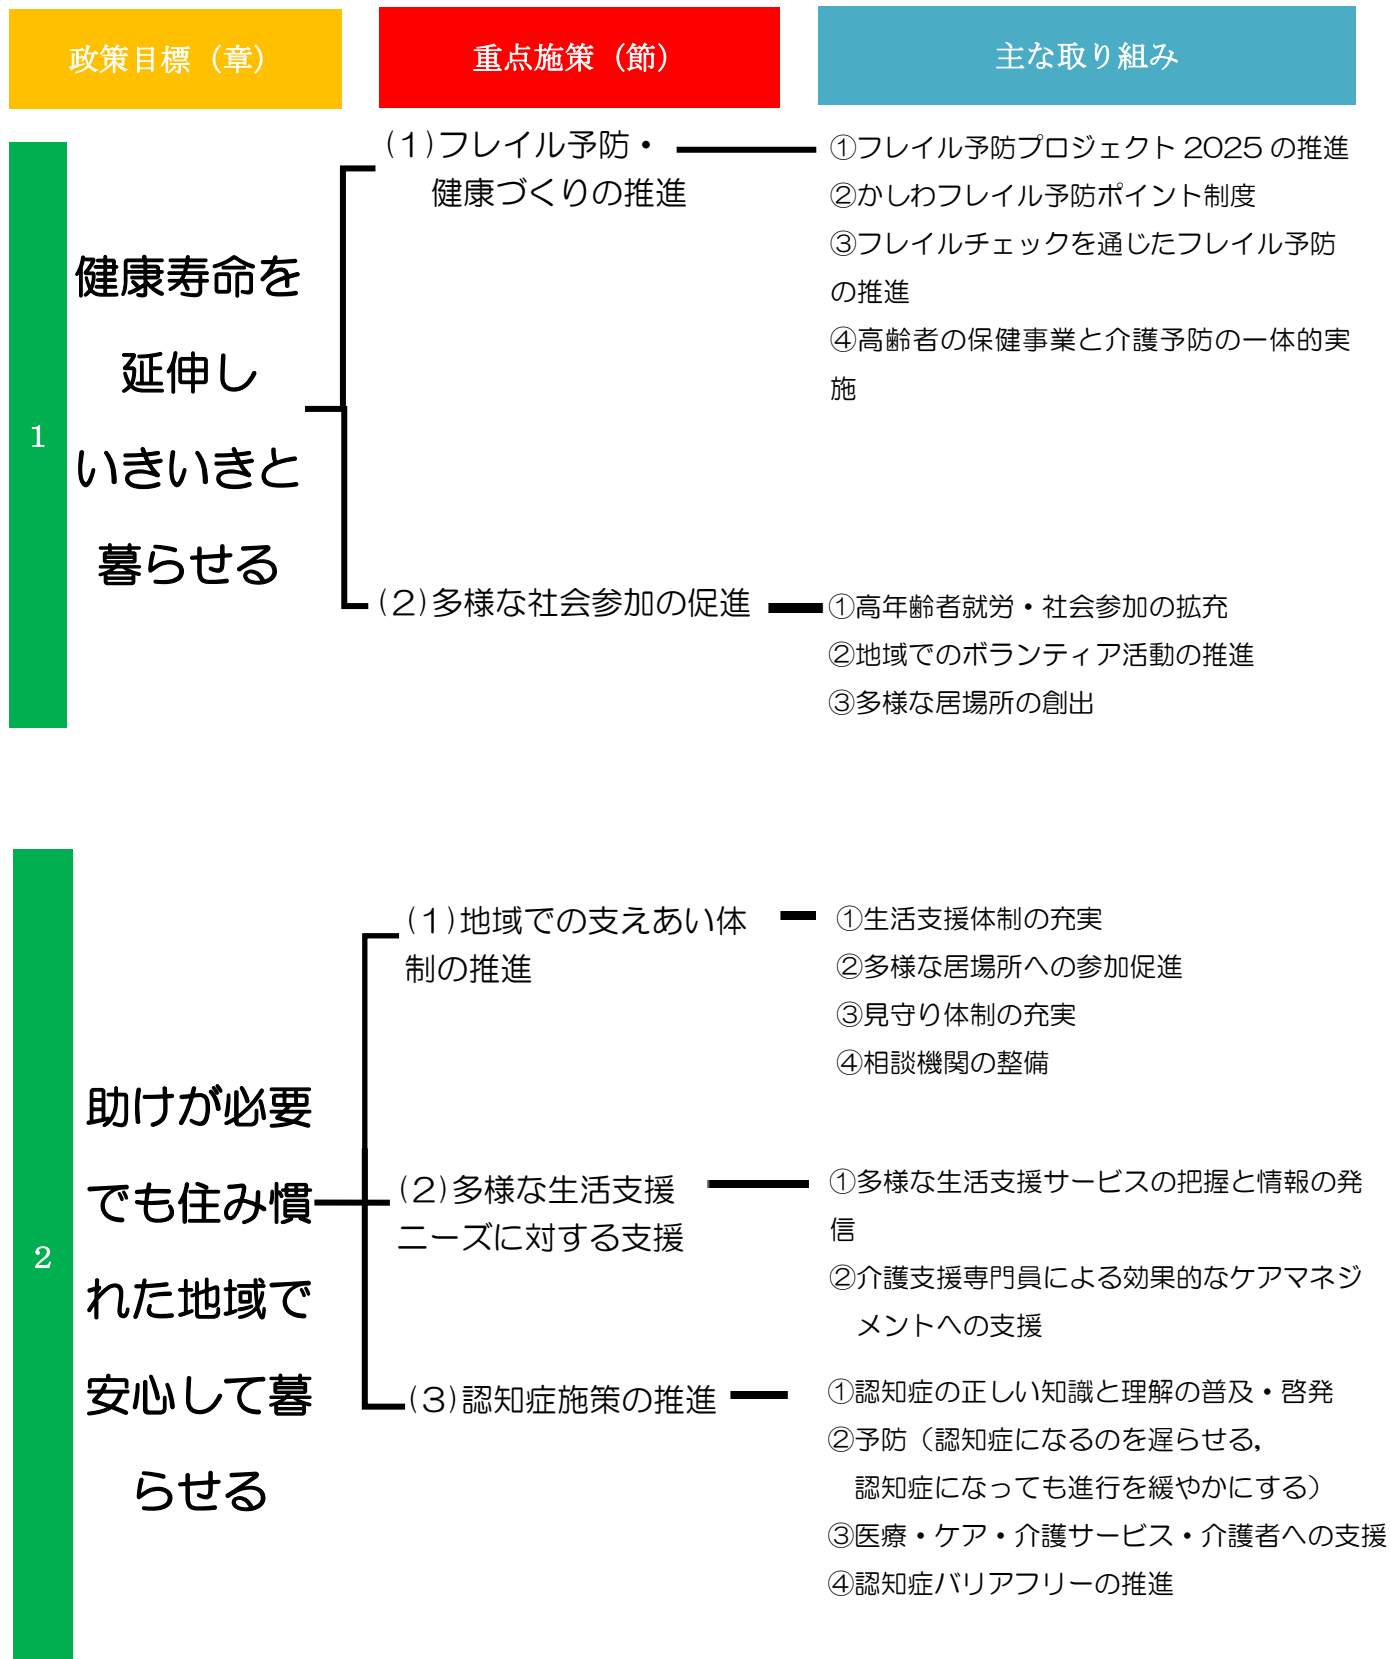 政策目標（章）
重点施策（節）
主な取り組み
1
健康寿命を
延伸し
いきいきと
暮らせる
(1)フレイル予防・
健康づくりの推進
①フレイル予防プロジェクト 2025 の推進
②かしわフレイル予防ポイント制度
③フレイルチェックを通じたフレイル予防
の推進
④高齢者の保健事業と介護予防の一体的実
施
(2)多様な社会参加の促進
①高年齢者就労・社会参加の拡充
②地域でのボランティア活動の推進
③多様な居場所の創出
2
助けが必要
でも住み慣
れた地域で
安心して暮
らせる
(1)地域での支えあい体
制の推進
①生活支援体制の充実
②多様な居場所への参加促進
③見守り体制の充実
④相談機関の整備
(2)多様な生活支援
ニーズに対する支援
①多様な生活支援サービスの把握と情報の発
信
②介護支援専門員による効果的なケアマネジ
メントへの支援
(3)認知症施策の推進
①認知症の正しい知識と理解の普及・啓発
②予防（認知症になるのを遅らせる，
認知症になっても進行を緩やかにする）
③医療・ケア・介護サービス・介護者への支援
④認知症バリアフリーの推進